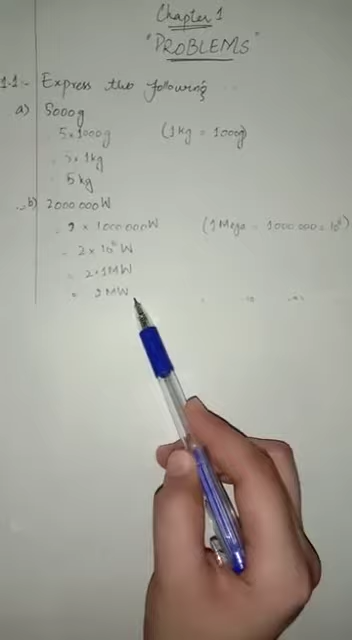 Chapter 1
"PROBLEMS"
1.1:- Express the following
a) 5000g
5×1000g (1kg = 1000g)
= 5×1kg
= 5kg
b) 2000 000W
= 2 × 1000 000W (1 Mega = 1000 000 = 10⁶)
= 2 × 10⁶ W
= 2×1MW
= 2MW